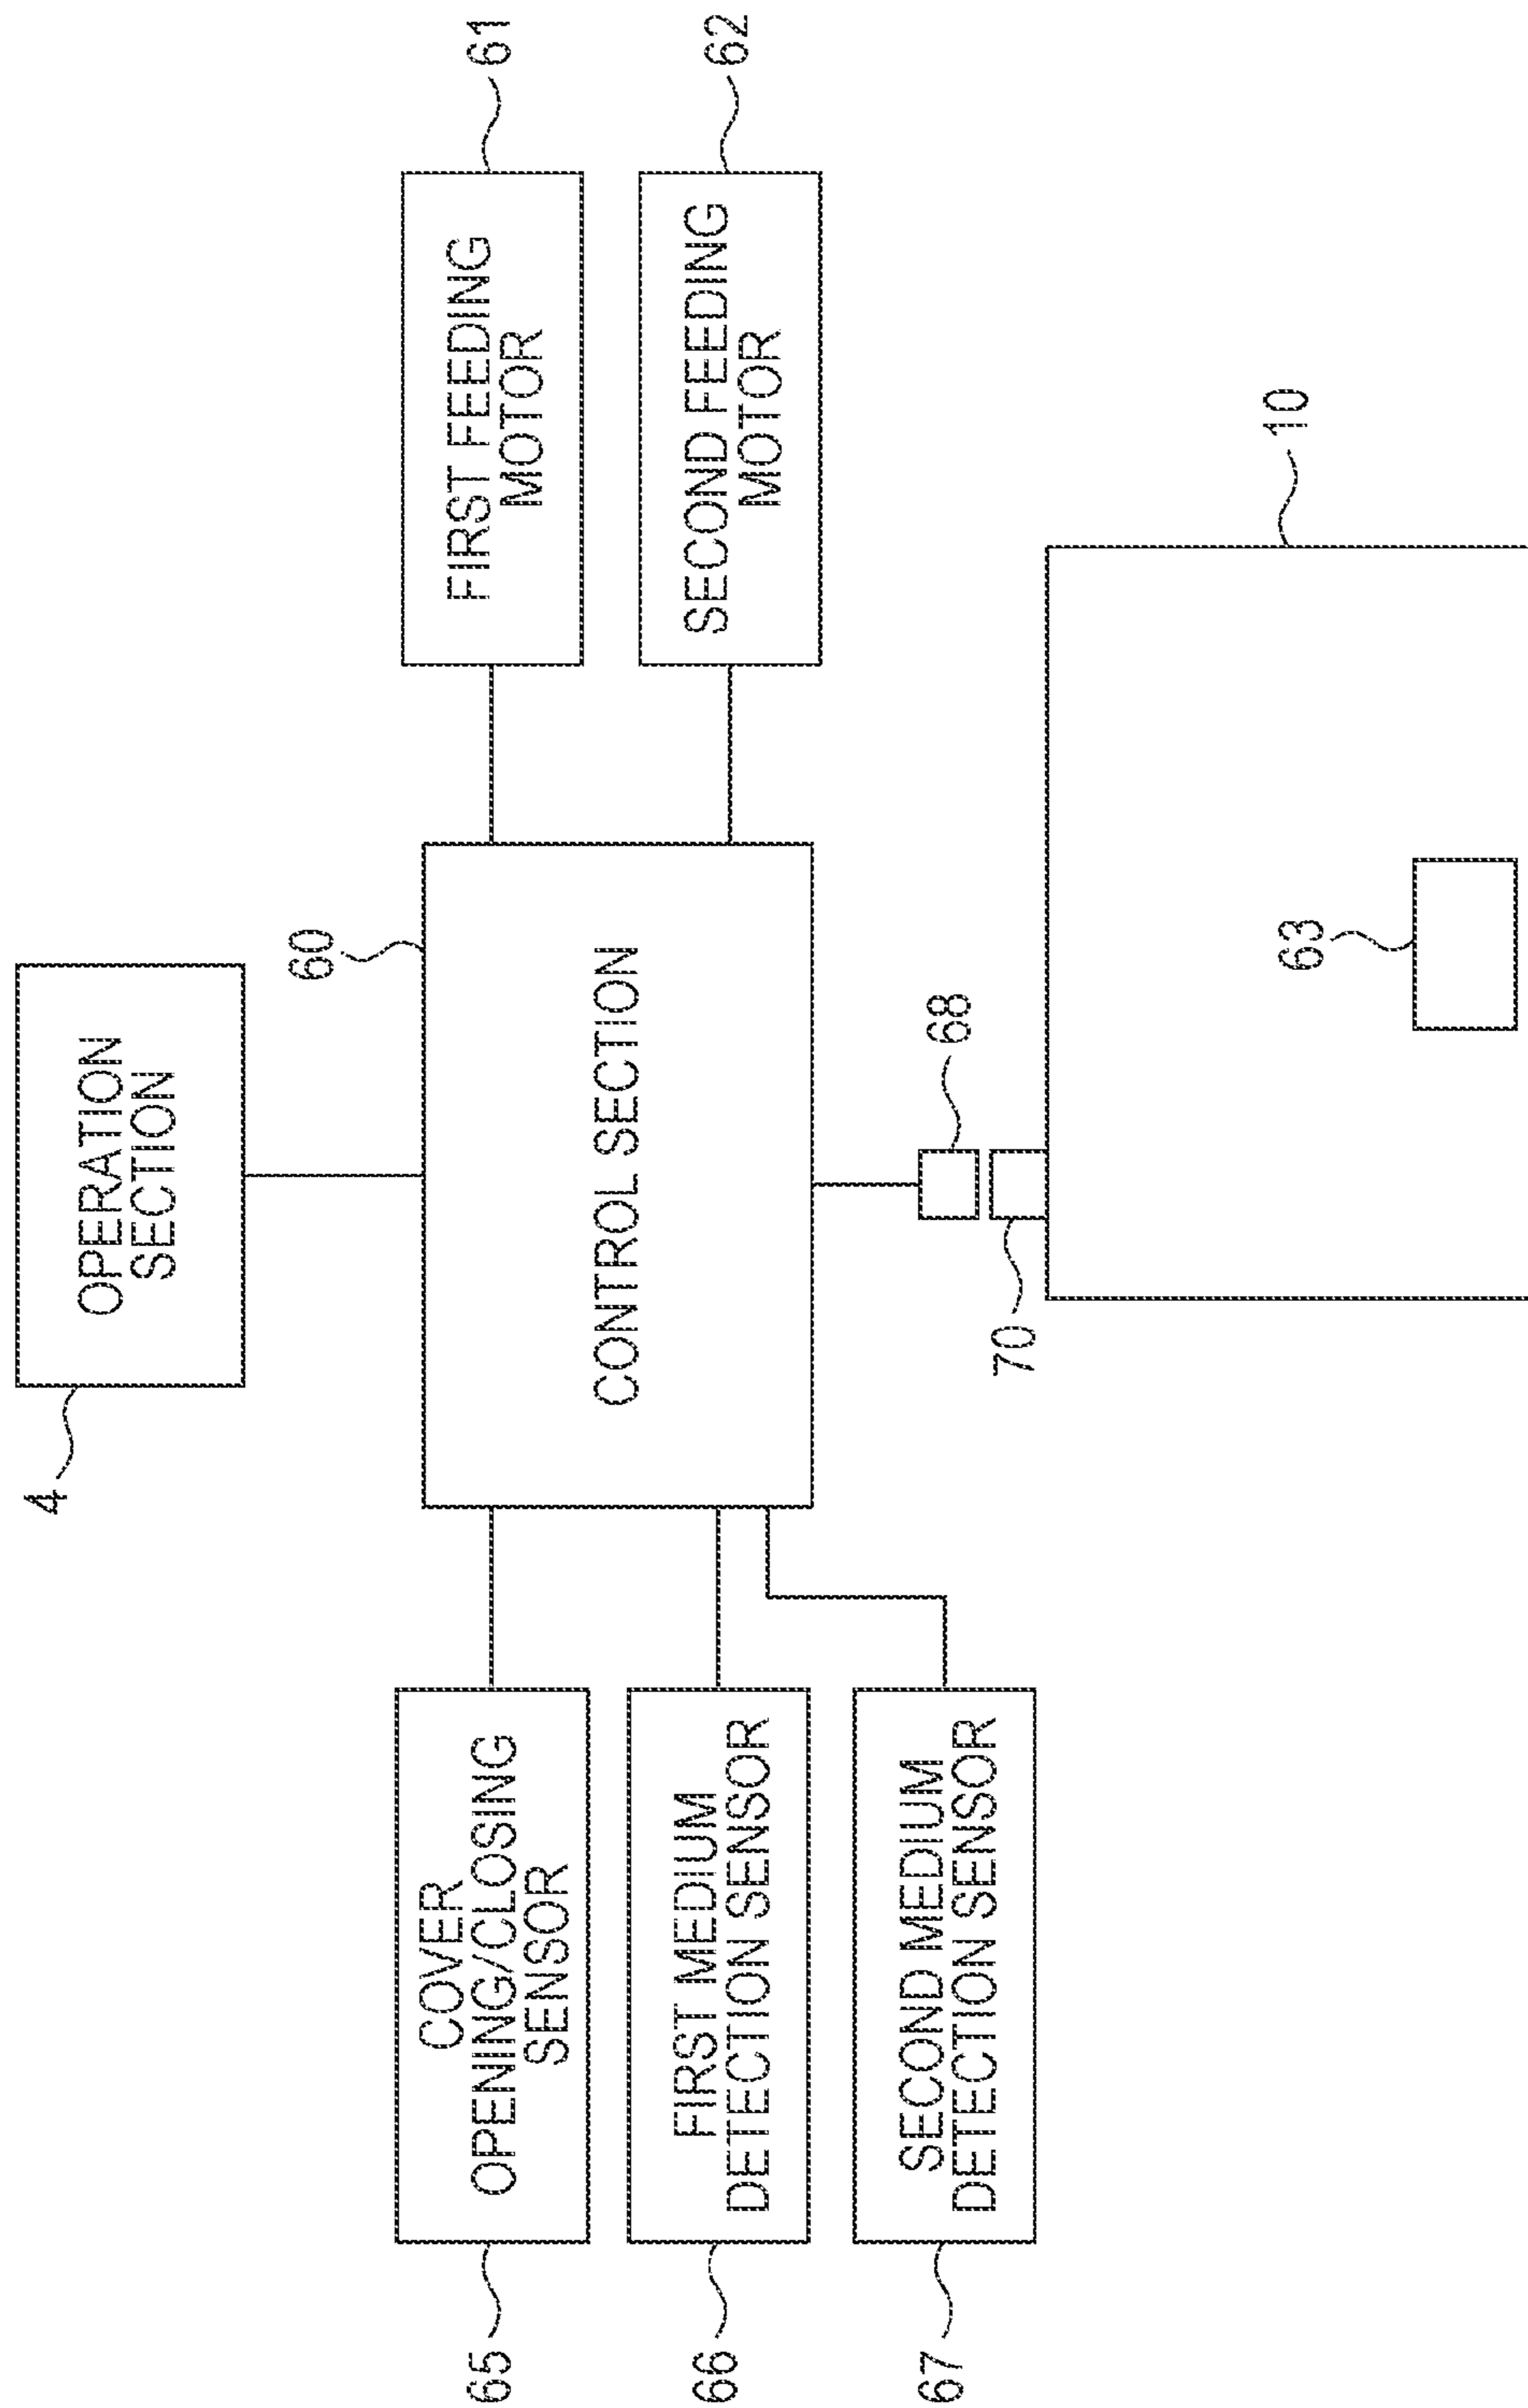 4
OPERATION
SECTION
60
CONTROL SECTION
65
COVER
OPENING/CLOSING
SENSOR
66
FIRST MEDIUM
DETECTION SENSOR
67
SECOND MEDIUM
DETECTION SENSOR
FIRST FEEDING
MOTOR
61
SECOND FEEDING
MOTOR
62
68
70
10
63